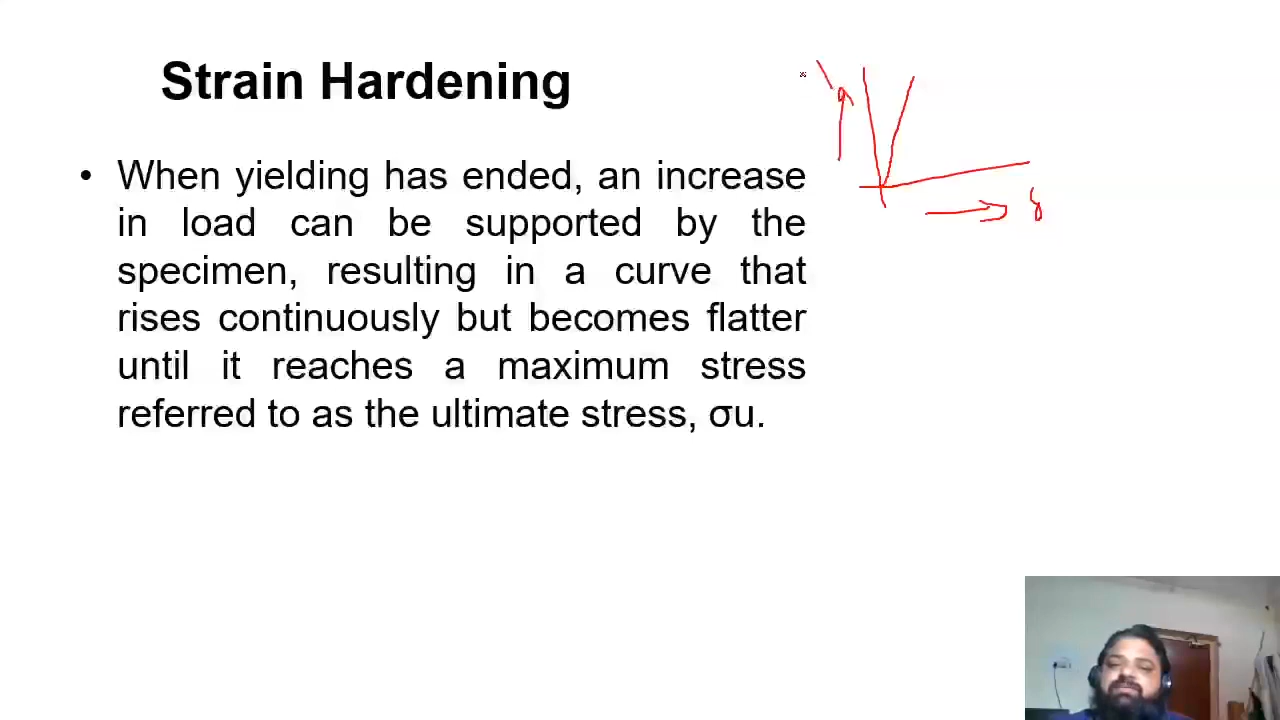 Strain Hardening
• When yielding has ended, an increase
in load can be supported by the
specimen, resulting in a curve that
rises continuously but becomes flatter
until it reaches a maximum stress
referred to as the ultimate stress, σu.